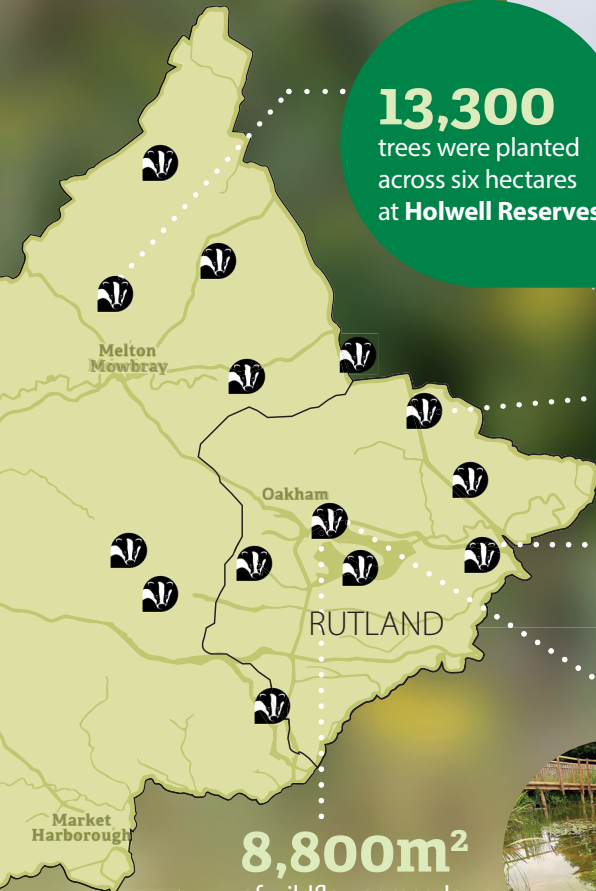 13,300
trees were planted
across six hectares
at Holwell Reserves
Melton
Mowbray
Oakham
RUTLAND
Market
Harborough
8,800m²